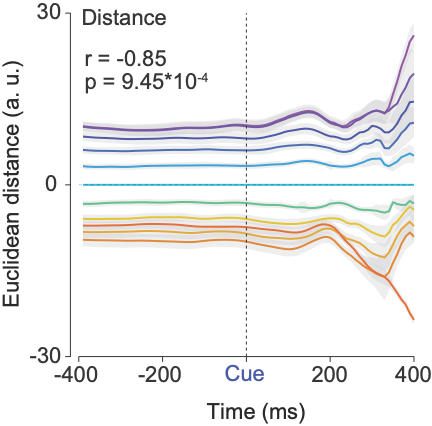 30
Distance
r = -0.85
p = 9.45*10-4
Euclidean distance (a. u.)
0
-30
-400
-200
Cue
200
400
Time (ms)